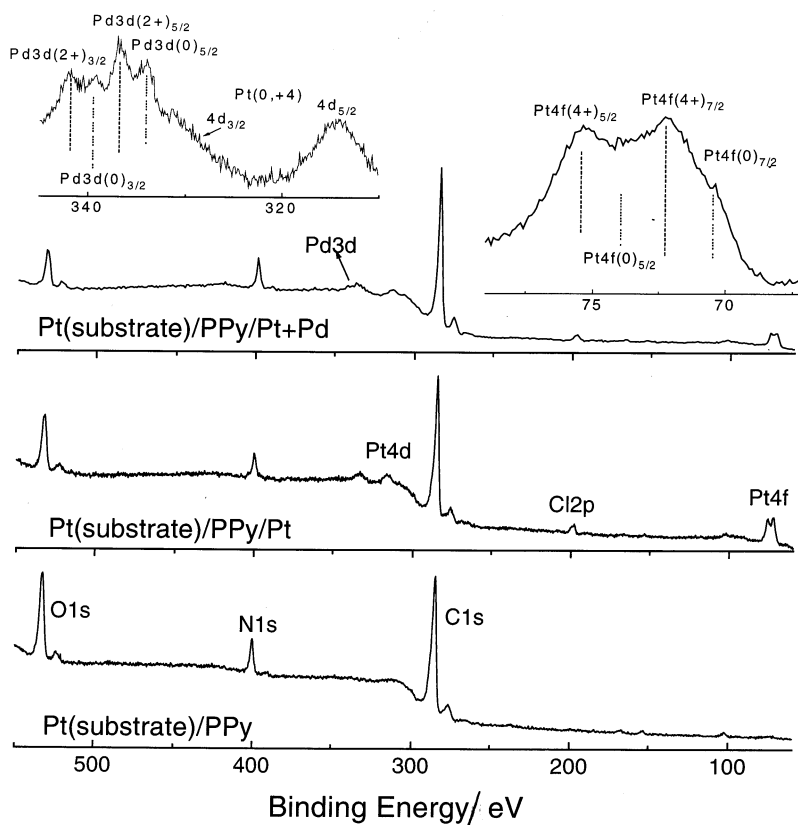 Pd3d(2+)5/2
Pd3d(2+)3/2
Pd3d(0)5/2
Pt(0,+4)
4d3/2
4d5/2
Pd3d(0)3/2
340
320
Pt4f(4+)5/2
Pt4f(4+)7/2
Pt4f(0)7/2
Pt4f(0)5/2
75
70
Pd3d
Pt(substrate)/PPy/Pt+Pd
Pt4d
Cl2p
Pt4f
Pt(substrate)/PPy/Pt
O1s
N1s
C1s
Pt(substrate)/PPy
500
400
300
200
100
Binding Energy/ eV